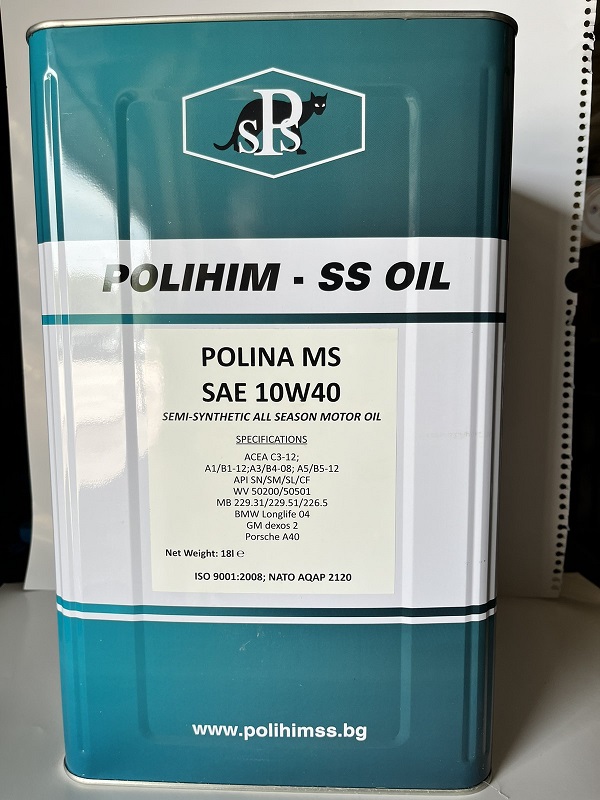 SPS
POLIHIM - SS OIL
POLINA MS
SAE 10W40
SEMI-SYNTHETIC ALL SEASON MOTOR OIL
SPECIFICATIONS
ACEA C3-12;
A1/B1-12;A3/B4-08; A5/B5-12
API SN/SM/SL/CF
WV 50200/50501
MB 229.31/229.51/226.5
BMW Longlife 04
GM dexos 2
Porsche A40
Net Weight: 18l ℮
ISO 9001:2008; NATO AQAP 2120
www.polihimss.bg